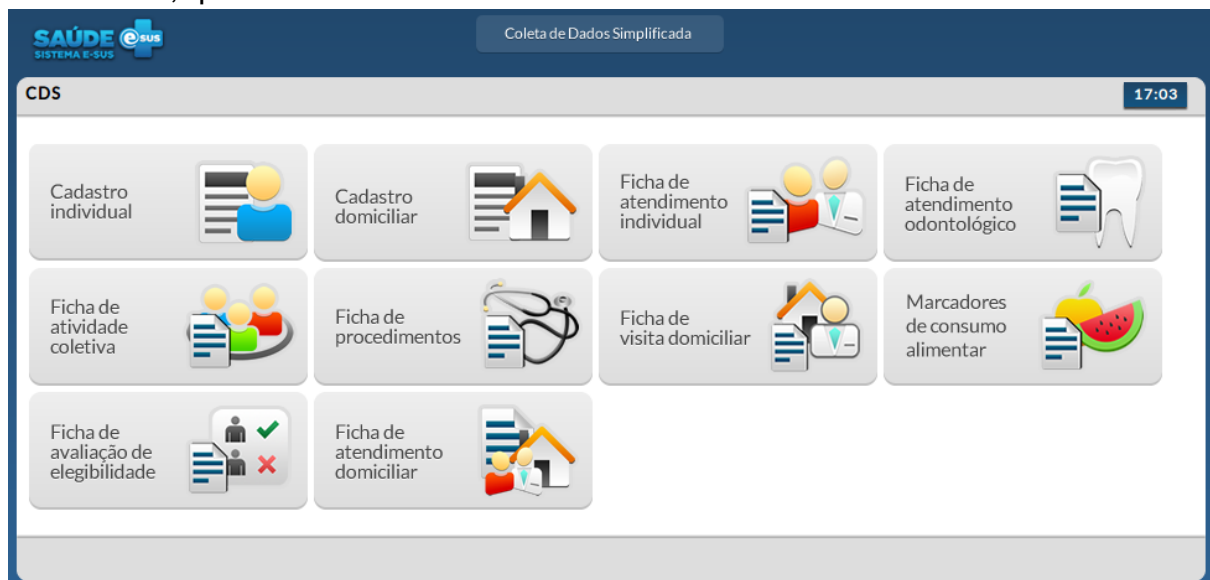 SAÚDE e-sus
SISTEMA E-SUS
Coleta de Dados Simplificada
CDS
17:03
Cadastro
individual
Cadastro
domiciliar
Ficha de
atendimento
individual
Ficha de
atendimento
odontológico
Ficha de
atividade
coletiva
Ficha de
procedimentos
Ficha de
visita domiciliar
Marcadores
de consumo
alimentar
Ficha de
avaliação de
elegibilidade
Ficha de
atendimento
domiciliar